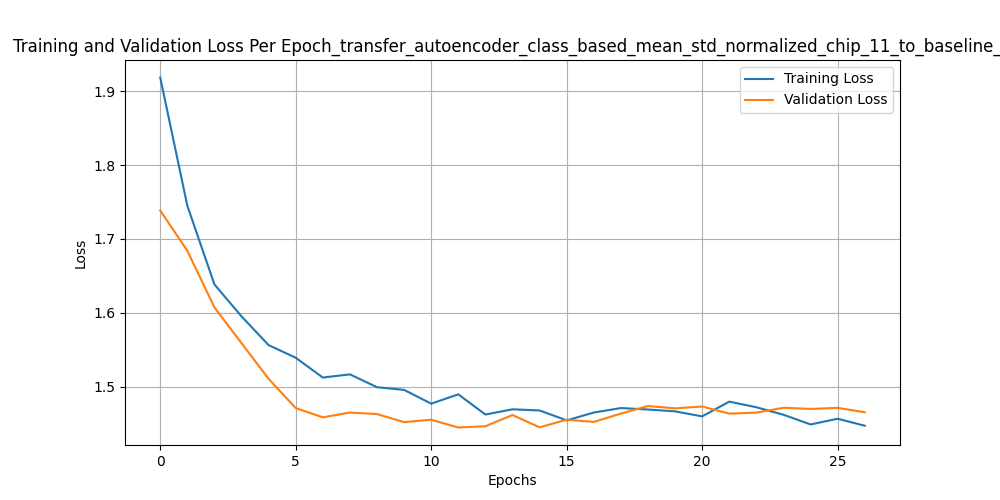 Training and Validation Loss Per Epoch_transfer_autoencoder_class_based_mean_std_normalized_chip_11_to_baseline_
Training Loss
Validation Loss
1.9
1.8
1.7
1.6
1.5
Loss
0 5 10 15 20 25
Epochs